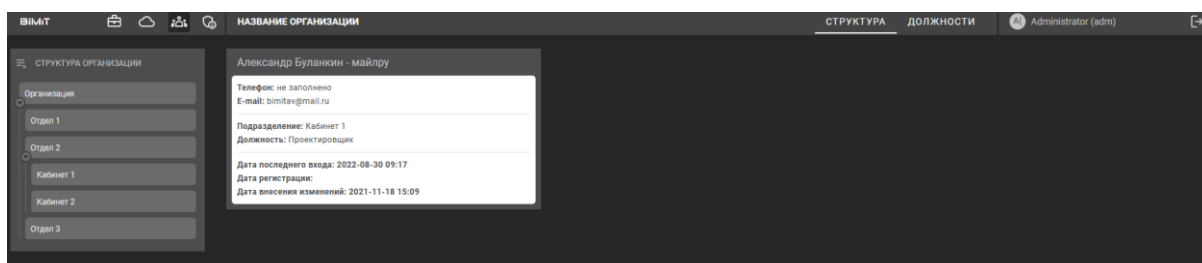 BIMiT
НАЗВАНИЕ ОРГАНИЗАЦИИ
СТРУКТУРА ДОЛЖНОСТИ
A( Administrator (adm)
СТРУКТУРА ОРГАНИЗАЦИИ
Организация
Отдел 1
Отдел 2
Кабинет 1
Кабинет 2
Отдел 3
Александр Буланкин - майлру
Телефон: не заполнено
E-mail: bimitav@mail.ru
Подразделение: Кабинет 1
Должность: Проектировщик
Дата последнего входа: 2022-08-30 09:17
Дата регистрации:
Дата внесения изменений: 2021-11-18 15:09